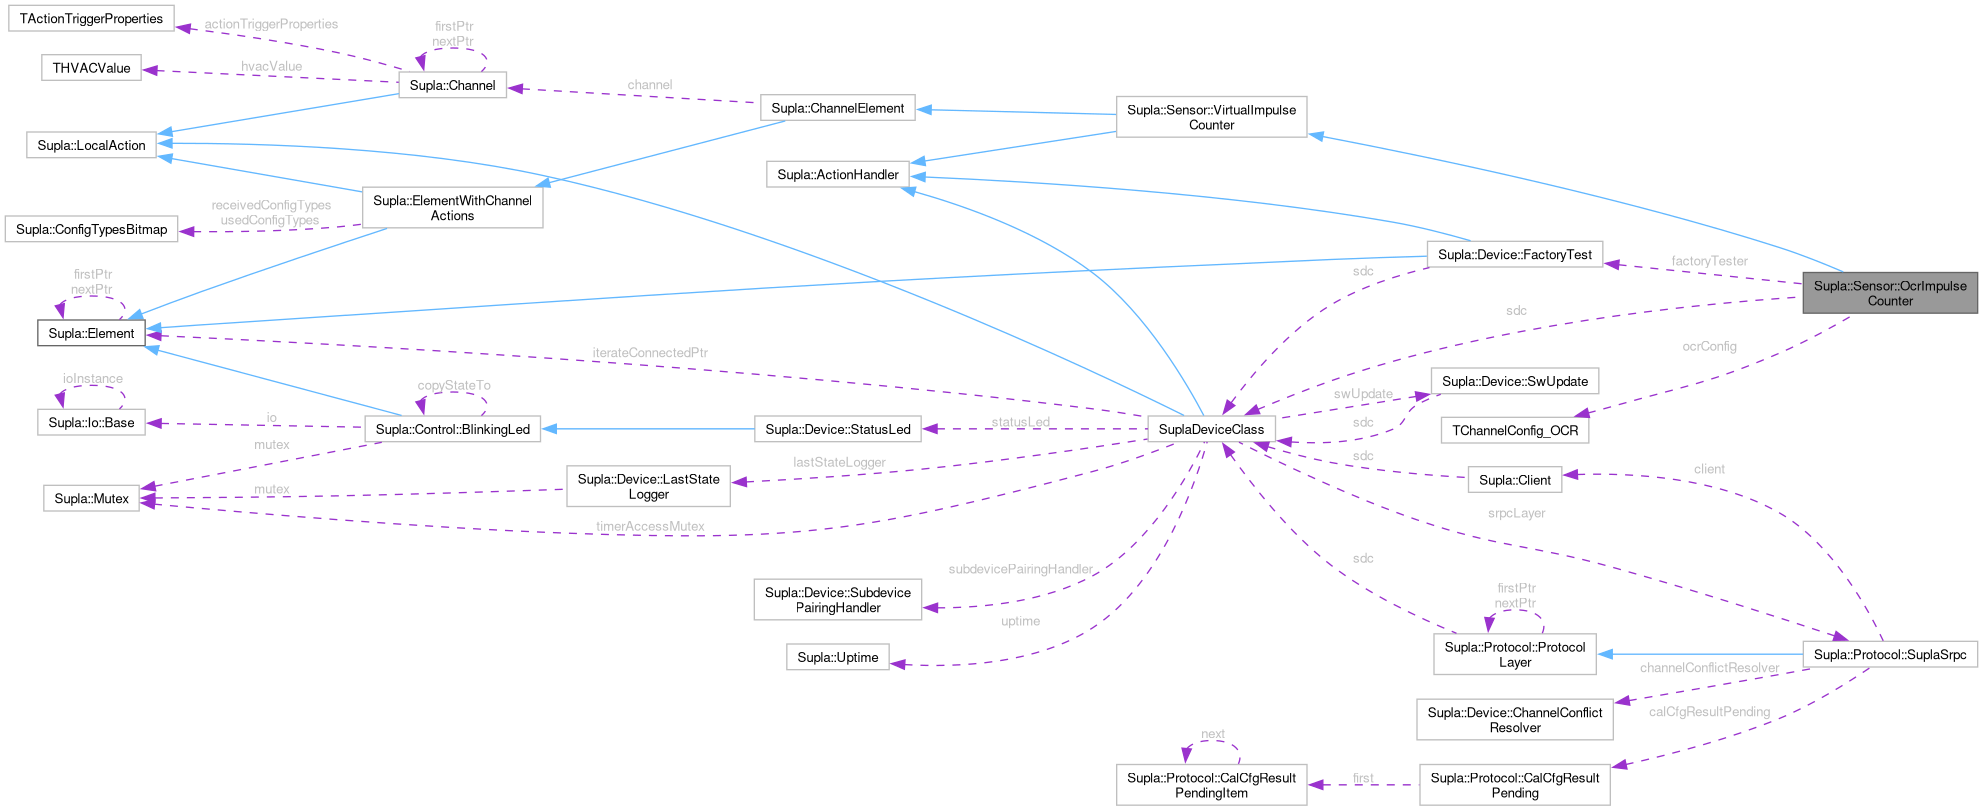 TActionTriggerProperties
actionTriggerProperties
firstPtr
nextPtr
THVACValue
hvacValue
Supla::Channel
channel
Supla::ChannelElement
Supla::Sensor::VirtualImpulse
Counter
Supla::LocalAction
Supla::ActionHandler
Supla::ElementWithChannel
Actions
receivedConfigTypes
usedConfigTypes
Supla::ConfigTypesBitmap
Supla::Device::FactoryTest
factoryTester
sdc
Supla::Sensor::OcrImpulse
Counter
firstPtr
nextPtr
Supla::Element
sdc
iterateConnectedPtr
ocrConfig
ioInstance
copyStateTo
Supla::Device::SwUpdate
swUpdate
Supla::Io::Base
io
Supla::Control::BlinkingLed
Supla::Device::StatusLed
statusLed
SuplaDeviceClass
sdc
TChannelConfig_OCR
mutex
lastStateLogger
sdc
Supla::Client
client
Supla::Mutex
mutex
Supla::Device::LastState
Logger
timerAccessMutex
srpcLayer
sdc
subdevicePairingHandler
Supla::Device::Subdevice
PairingHandler
firstPtr
nextPtr
uptime
Supla::Uptime
Supla::Protocol::Protocol
Layer
Supla::Protocol::SuplaSrpc
channelConflictResolver
Supla::Device::ChannelConflict
Resolver
calCfgResultPending
next
Supla::Protocol::CalCfgResult
PendingItem
first
Supla::Protocol::CalCfgResult
Pending